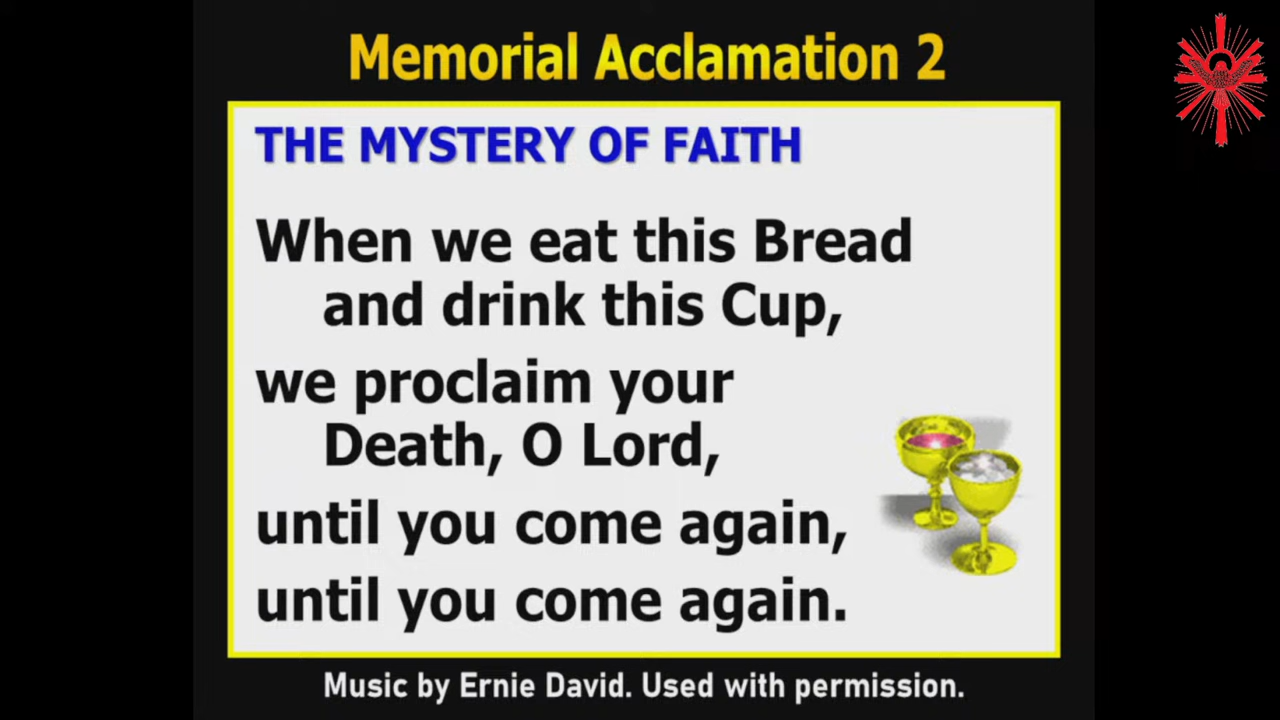 Memorial Acclamation 2
THE MYSTERY OF FAITH
When we eat this Bread
and drink this Cup,
we proclaim your
Death, O Lord,
until you come again,
until you come again.
Music by Ernie David. Used with permission.